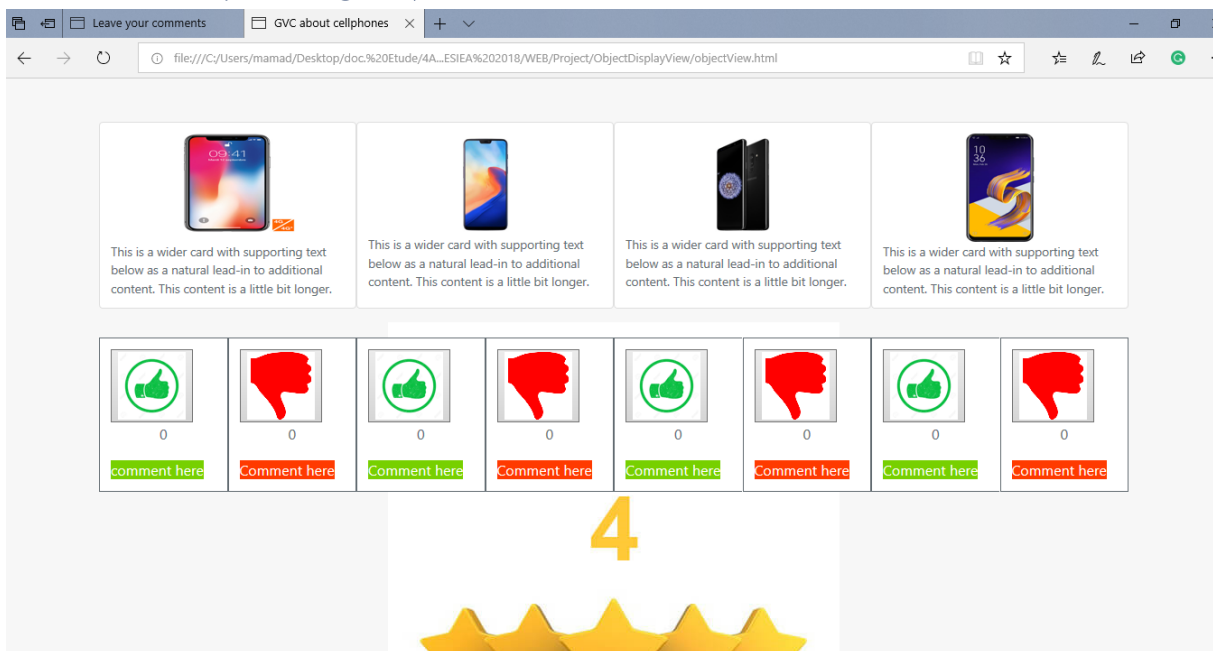 Leave your comments
GVC about cellphones
file:///C:/Users/mamad/Desktop/doc.%20Etude/4A...ESIEA%202018/WEB/Project/ObjectDisplayView/objectView.html
09:41
4G
4G+
10
36
This is a wider card with supporting text
below as a natural lead-in to additional
content. This content is a little bit longer.
This is a wider card with supporting text
below as a natural lead-in to additional
content. This content is a little bit longer.
This is a wider card with supporting text
below as a natural lead-in to additional
content. This content is a little bit longer.
This is a wider card with supporting text
below as a natural lead-in to additional
content. This content is a little bit longer.
0
0
0
0
0
0
0
0
comment here
Comment here
Comment here
Comment here
Comment here
Comment here
Comment here
Comment here
4